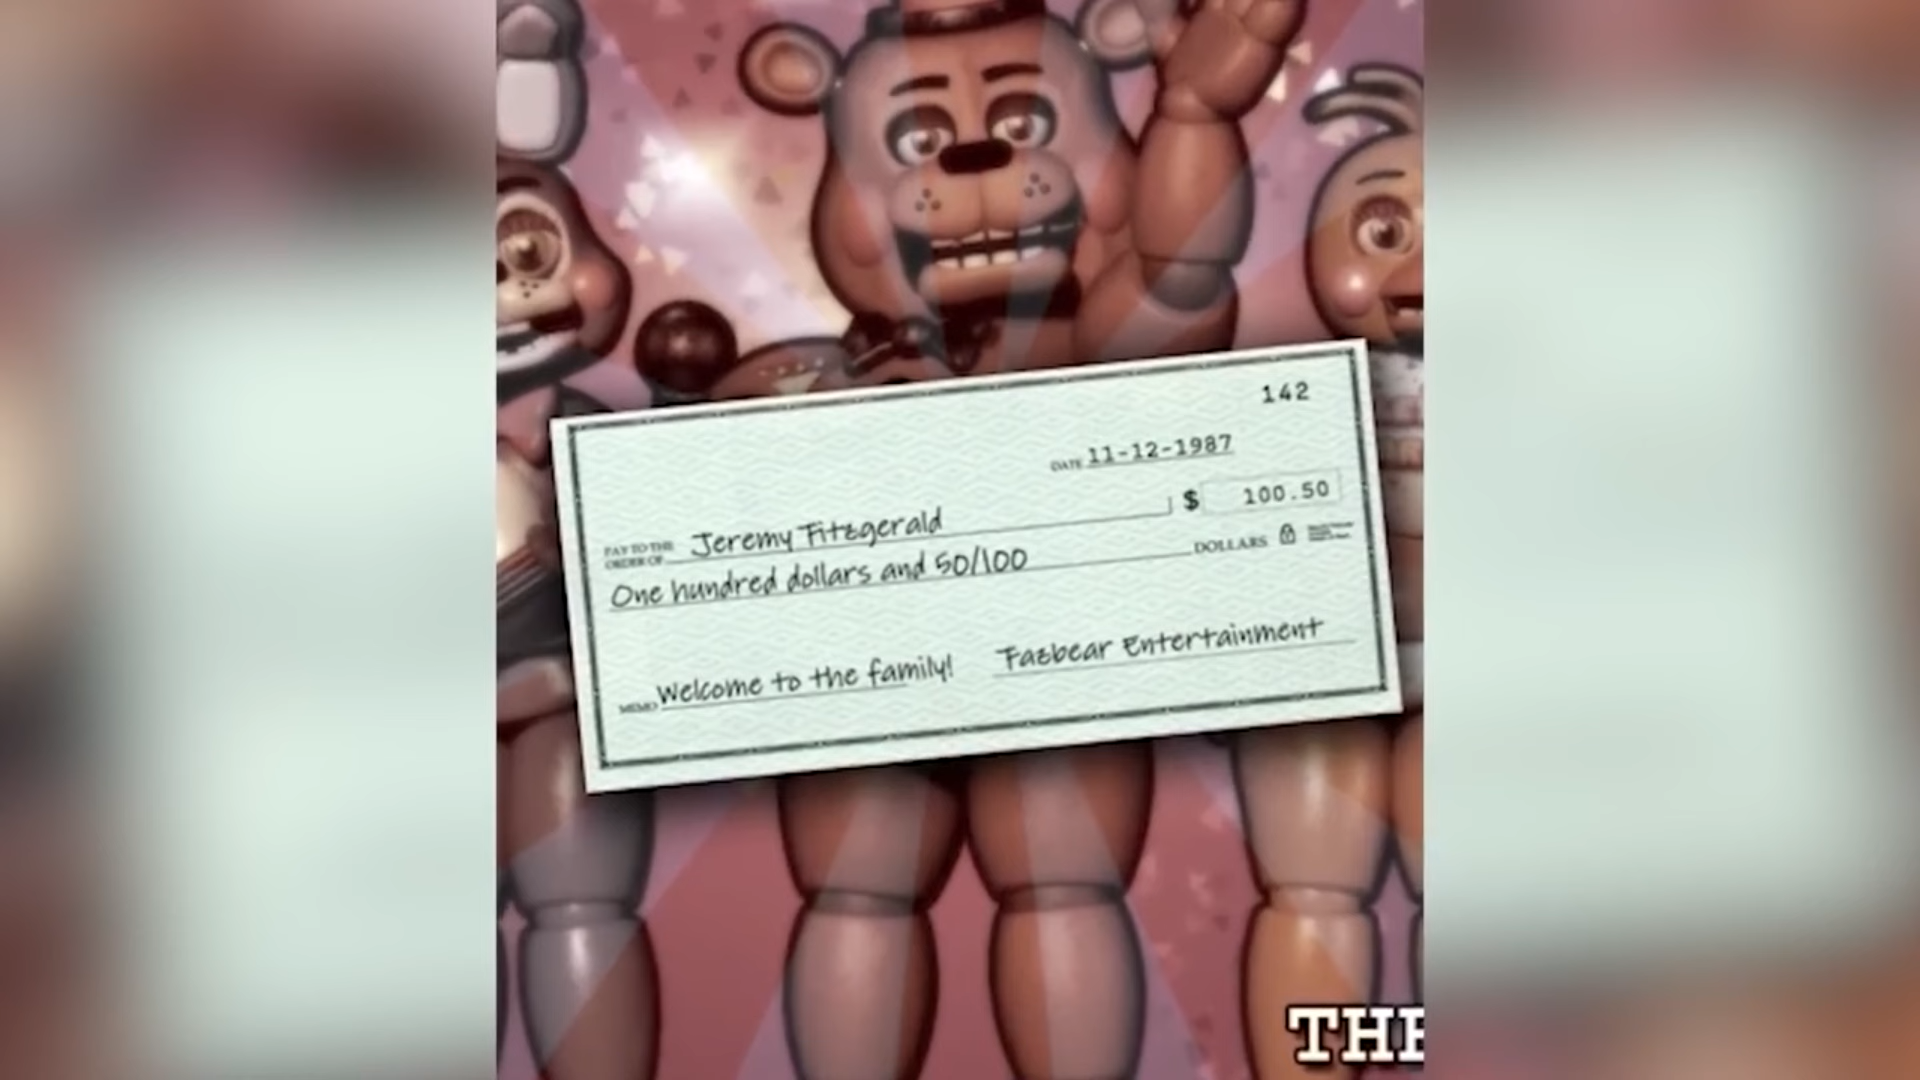 142
DATE 11-12-1987
PAY TO THE ORDER OF Jeremy Fitzgerald $ 100.50
One hundred dollars and 50/100 DOLLARS
MEMO Welcome to the family! Fazbear Entertainment
THE